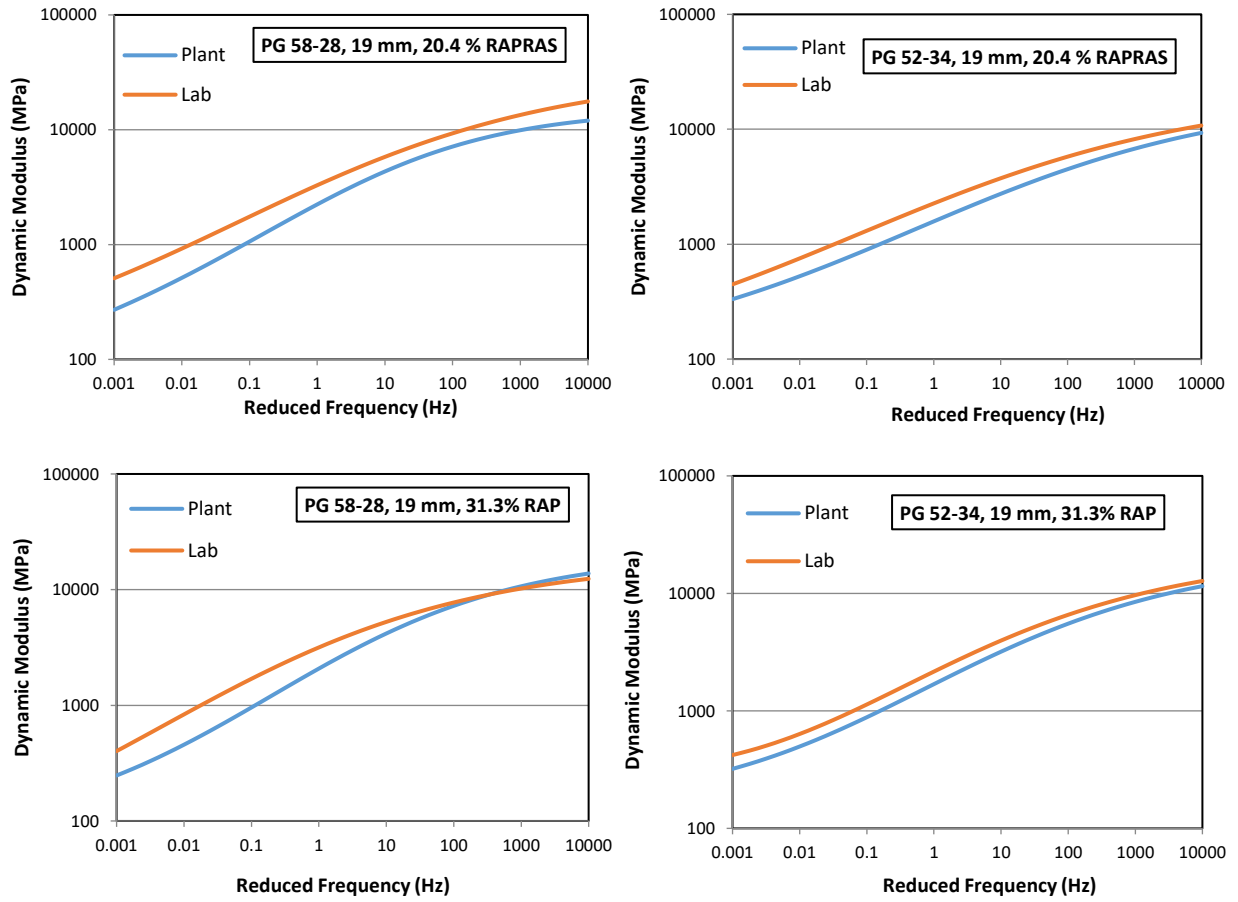 PG 58-28, 19 mm, 20.4 % RAPRAS
Plant
Lab
Dynamic Modulus (MPa)
100000
10000
1000
100
0.001 0.01 0.1 1 10 100 1000 10000
Reduced Frequency (Hz)
PG 52-34, 19 mm, 20.4 % RAPRAS
Plant
Lab
Dynamic Modulus (MPa)
100000
10000
1000
100
0.001 0.01 0.1 1 10 100 1000 10000
Reduced Frequency (Hz)
PG 58-28, 19 mm, 31.3% RAP
Plant
Lab
Dynamic Modulus (MPa)
100000
10000
1000
100
0.001 0.01 0.1 1 10 100 1000 10000
Reduced Frequency (Hz)
PG 52-34, 19 mm, 31.3% RAP
Plant
Lab
Dynamic Modulus (MPa)
100000
10000
1000
100
0.001 0.01 0.1 1 10 100 1000 10000
Reduced Frequency (Hz)